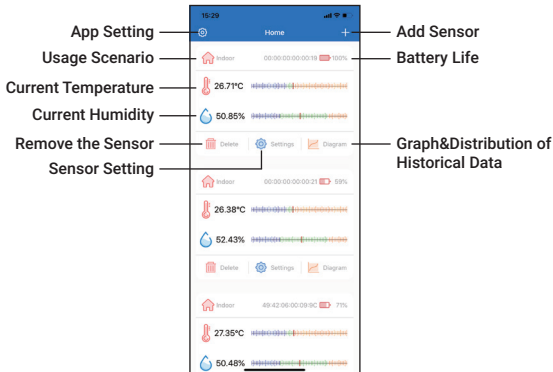 App Setting
Usage Scenario
Current Temperature
Current Humidity
Remove the Sensor
Sensor Setting
15:29
Home
Indoor 00:00:00:00:00:19 100%
26.71°C
50.85%
Delete Settings Diagram
Indoor 00:00:00:00:00:21 59%
26.38°C
52.43%
Delete Settings Diagram
Indoor 49:42:06:00:09:9C 71%
27.35°C
50.48%
Add Sensor
Battery Life
Graph&Distribution of
Historical Data